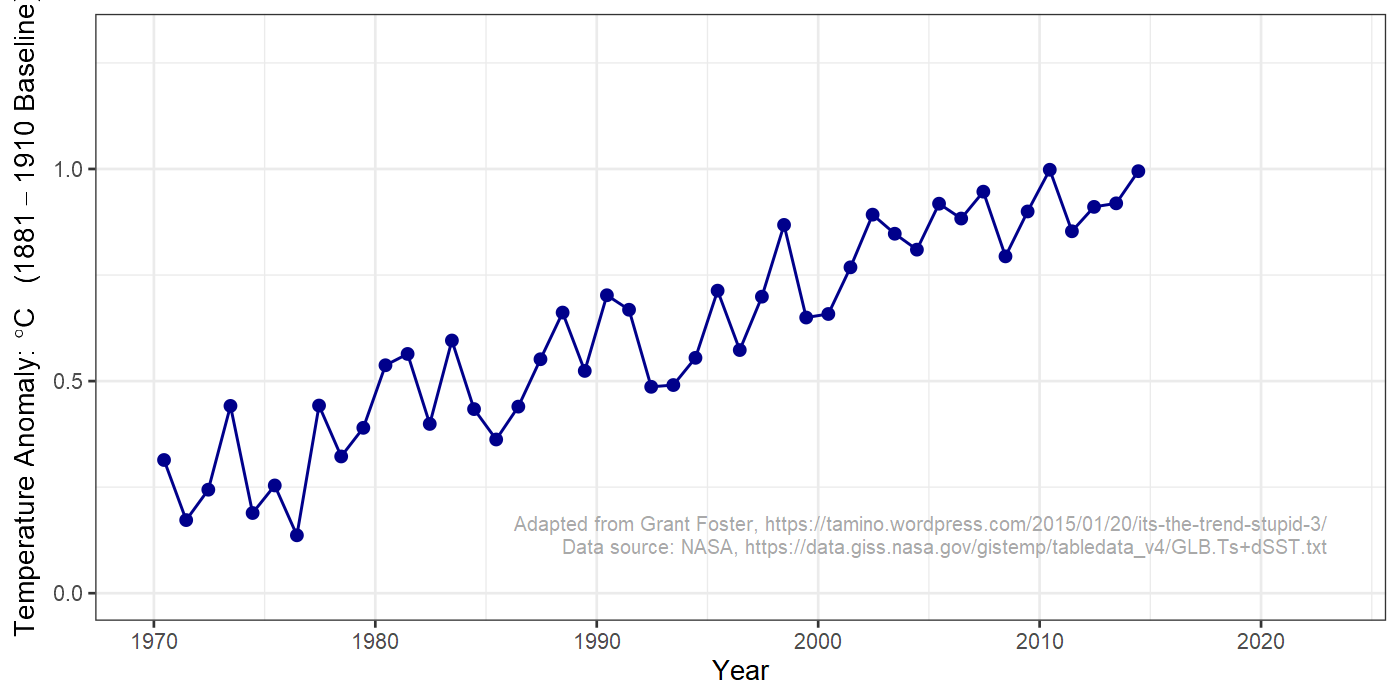 Temperature Anomaly: °C (1881 – 1910 Baseline)
1.0
0.5
0.0
Adapted from Grant Foster, https://tamino.wordpress.com/2015/01/20/its-the-trend-stupid-3/
Data source: NASA, https://data.giss.nasa.gov/gistemp/tabledata_v4/GLB.Ts+dSST.txt
1970 1980 1990 2000 2010 2020
Year